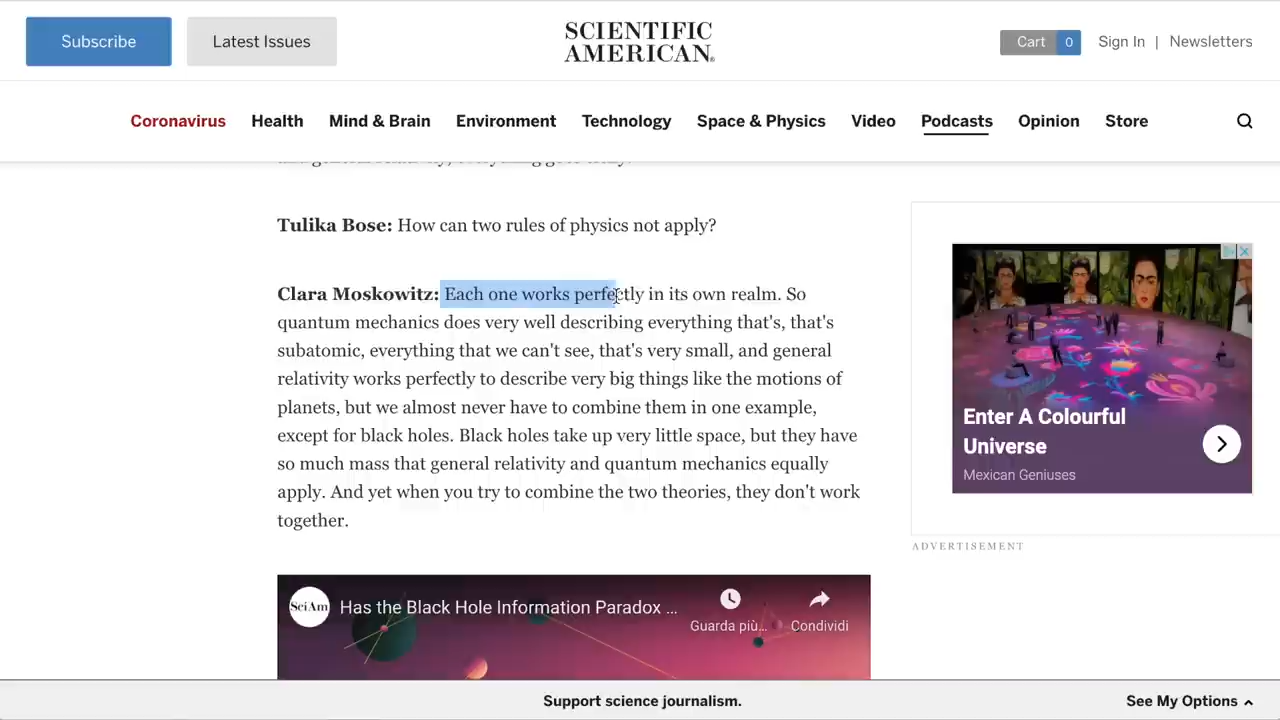 Subscribe
Latest Issues
SCIENTIFIC
AMERICAN®
Cart 0
Sign In | Newsletters
Coronavirus Health Mind & Brain Environment Technology Space & Physics Video Podcasts Opinion Store
Tulika Bose: How can two rules of physics not apply?
Clara Moskowitz: Each one works perfectly in its own realm. So
quantum mechanics does very well describing everything that's, that's
subatomic, everything that we can't see, that's very small, and general
relativity works perfectly to describe very big things like the motions of
planets, but we almost never have to combine them in one example,
except for black holes. Black holes take up very little space, but they have
so much mass that general relativity and quantum mechanics equally
apply. And yet when you try to combine the two theories, they don't work
together.
Enter A Colourful
Universe
Mexican Geniuses
ADVERTISEMENT
SciAm
Has the Black Hole Information Paradox ...
Guarda più...
Condividi
Support science journalism.
See My Options